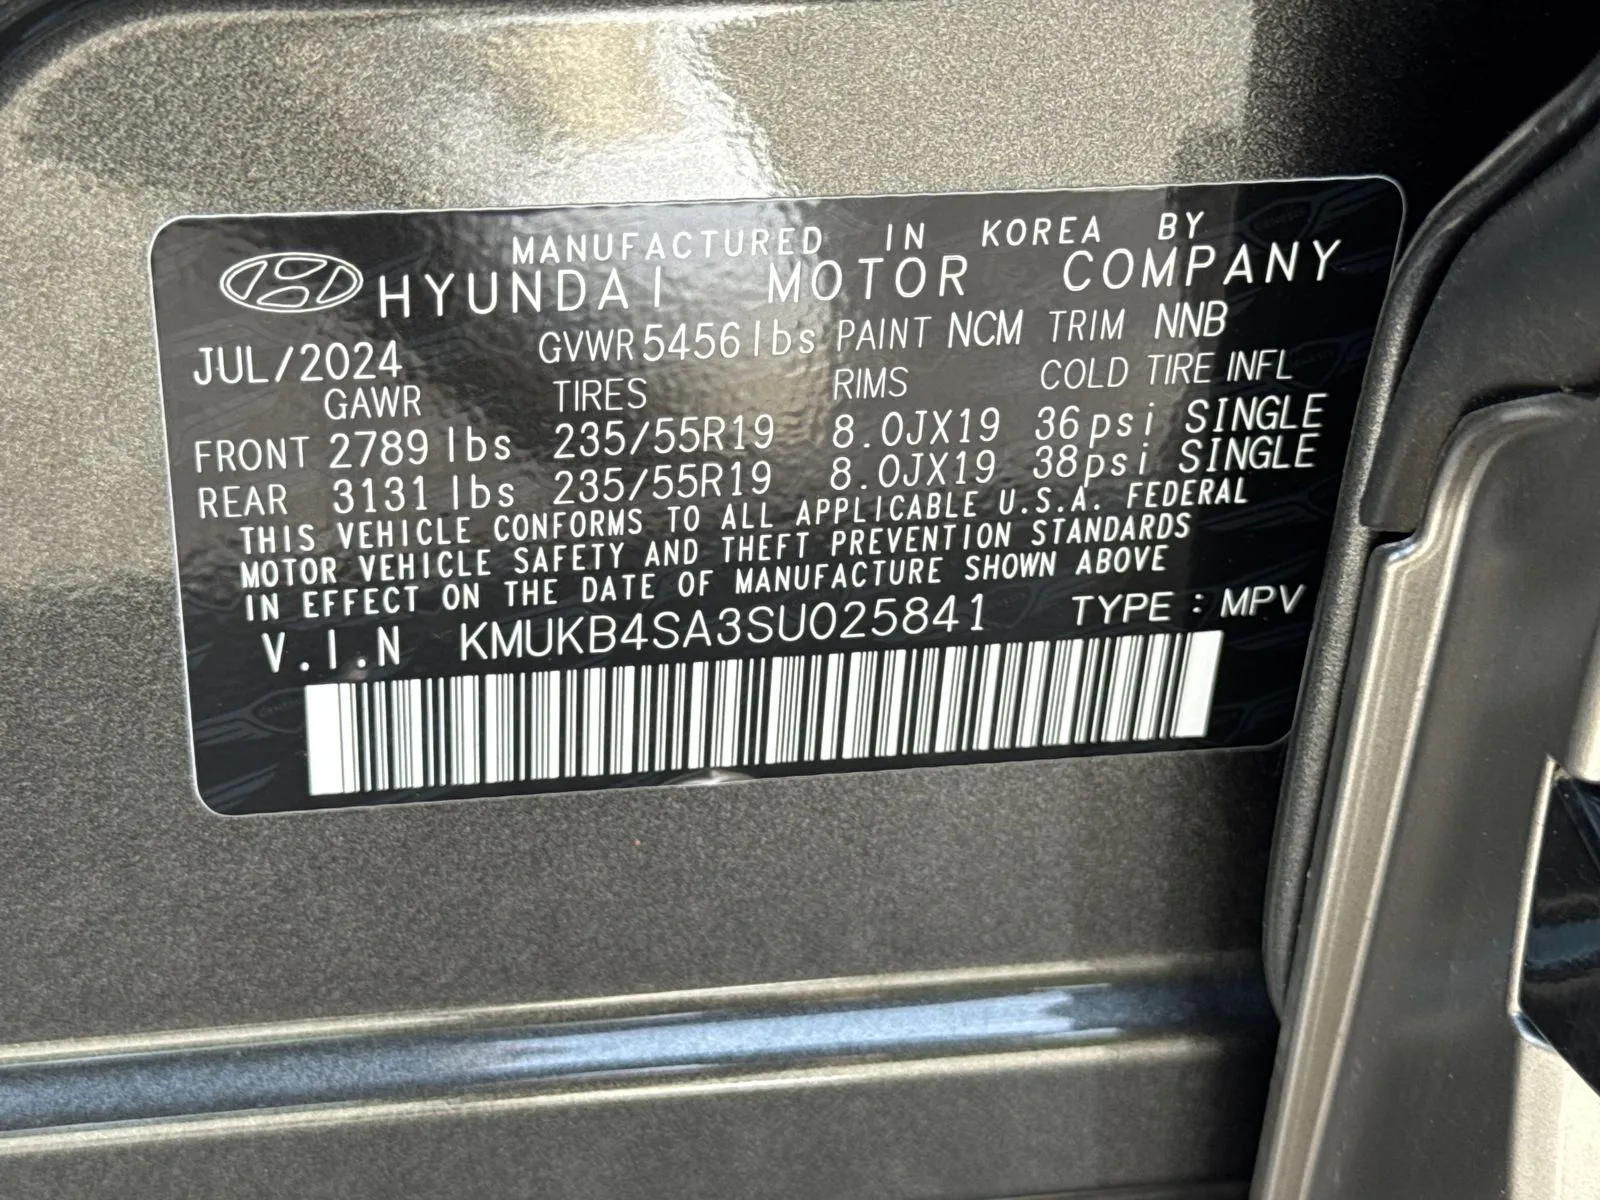 MANUFACTURED IN KOREA BY
HYUNDAI MOTOR COMPANY
JUL/2024 GVWR 5456lbs PAINT NCM TRIM NNB
GAWR TIRES RIMS COLD TIRE INFL
FRONT 2789 lbs 235/55R19 8.0JX19 36psi SINGLE
REAR 3131 lbs 235/55R19 8.0JX19 38psi SINGLE
THIS VEHICLE CONFORMS TO ALL APPLICABLE U.S.A. FEDERAL
MOTOR VEHICLE SAFETY AND THEFT PREVENTION STANDARDS
IN EFFECT ON THE DATE OF MANUFACTURE SHOWN ABOVE
V.I.N KMUKB4SA3SU025841 TYPE : MPV